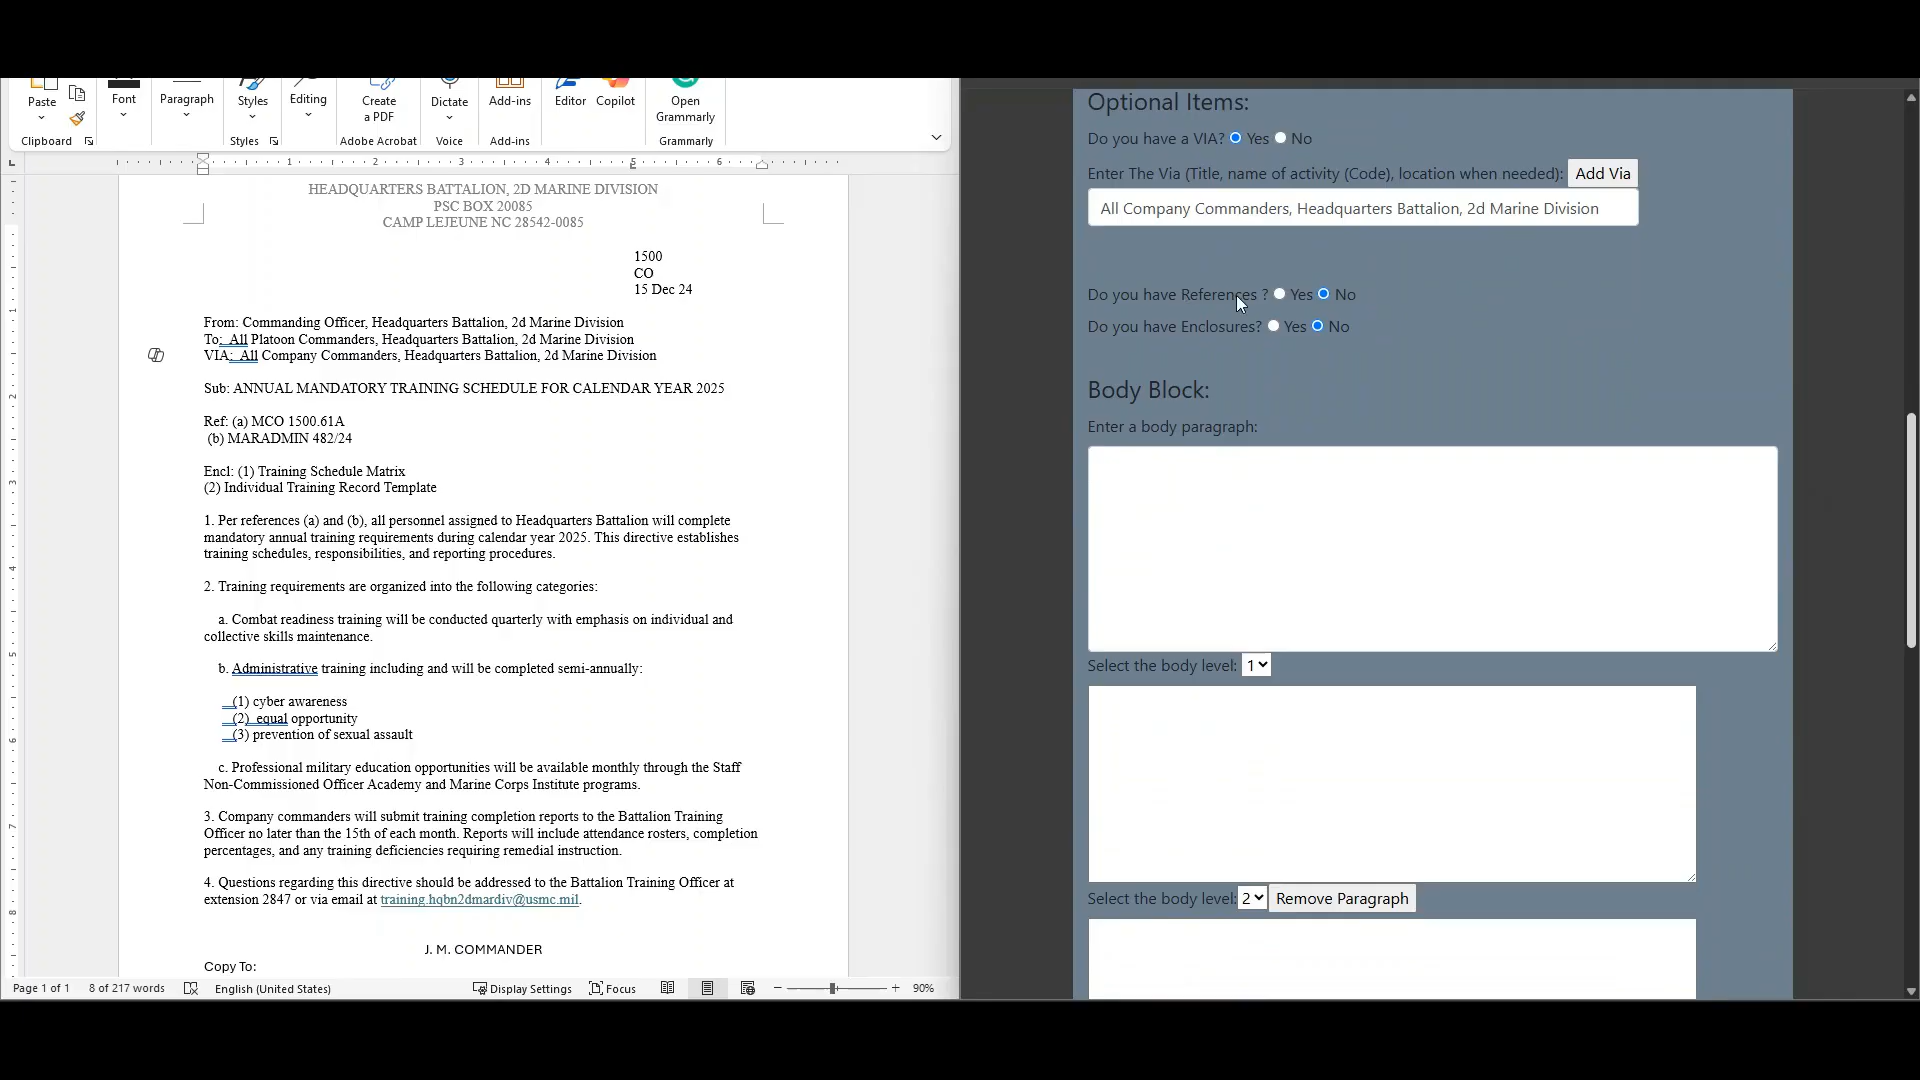 Paste
Font
Paragraph
Styles
Editing
Create
a PDF
Dictate
Add-ins
Editor
Copilot
Open
Grammarly
Clipboard
Styles
Adobe Acrobat
Voice
Add-ins
Grammarly
1 2 3 4 5 6
HEADQUARTERS BATTALION, 2D MARINE DIVISION
PSC BOX 20085
CAMP LEJEUNE NC 28542-0085
1500
CO
15 Dec 24
From: Commanding Officer, Headquarters Battalion, 2d Marine Division
To: All Platoon Commanders, Headquarters Battalion, 2d Marine Division
VIA: All Company Commanders, Headquarters Battalion, 2d Marine Division
Sub: ANNUAL MANDATORY TRAINING SCHEDULE FOR CALENDAR YEAR 2025
Ref: (a) MCO 1500.61A
(b) MARADMIN 482/24
Encl: (1) Training Schedule Matrix
(2) Individual Training Record Template
1. Per references (a) and (b), all personnel assigned to Headquarters Battalion will complete
mandatory annual training requirements during calendar year 2025. This directive establishes
training schedules, responsibilities, and reporting procedures.
2. Training requirements are organized into the following categories:
a. Combat readiness training will be conducted quarterly with emphasis on individual and
collective skills maintenance.
b. Administrative training including and will be completed semi-annually:
(1) cyber awareness
(2) equal opportunity
(3) prevention of sexual assault
c. Professional military education opportunities will be available monthly through the Staff
Non-Commissioned Officer Academy and Marine Corps Institute programs.
3. Company commanders will submit training completion reports to the Battalion Training
Officer no later than the 15th of each month. Reports will include attendance rosters, completion
percentages, and any training deficiencies requiring remedial instruction.
4. Questions regarding this directive should be addressed to the Battalion Training Officer at
extension 2847 or via email at training.hqbn2dmardiv@usmc.mil.
J. M. COMMANDER
Copy To:
1
2
3
4
5
6
7
8
Page 1 of 1 8 of 217 words English (United States) Display Settings Focus 90%
Optional Items:
Do you have a VIA? Yes No
Enter The Via (Title, name of activity (Code), location when needed): Add Via
All Company Commanders, Headquarters Battalion, 2d Marine Division
Do you have References ? Yes No
Do you have Enclosures? Yes No
Body Block:
Enter a body paragraph:
Select the body level: 1
Select the body level: 2 Remove Paragraph